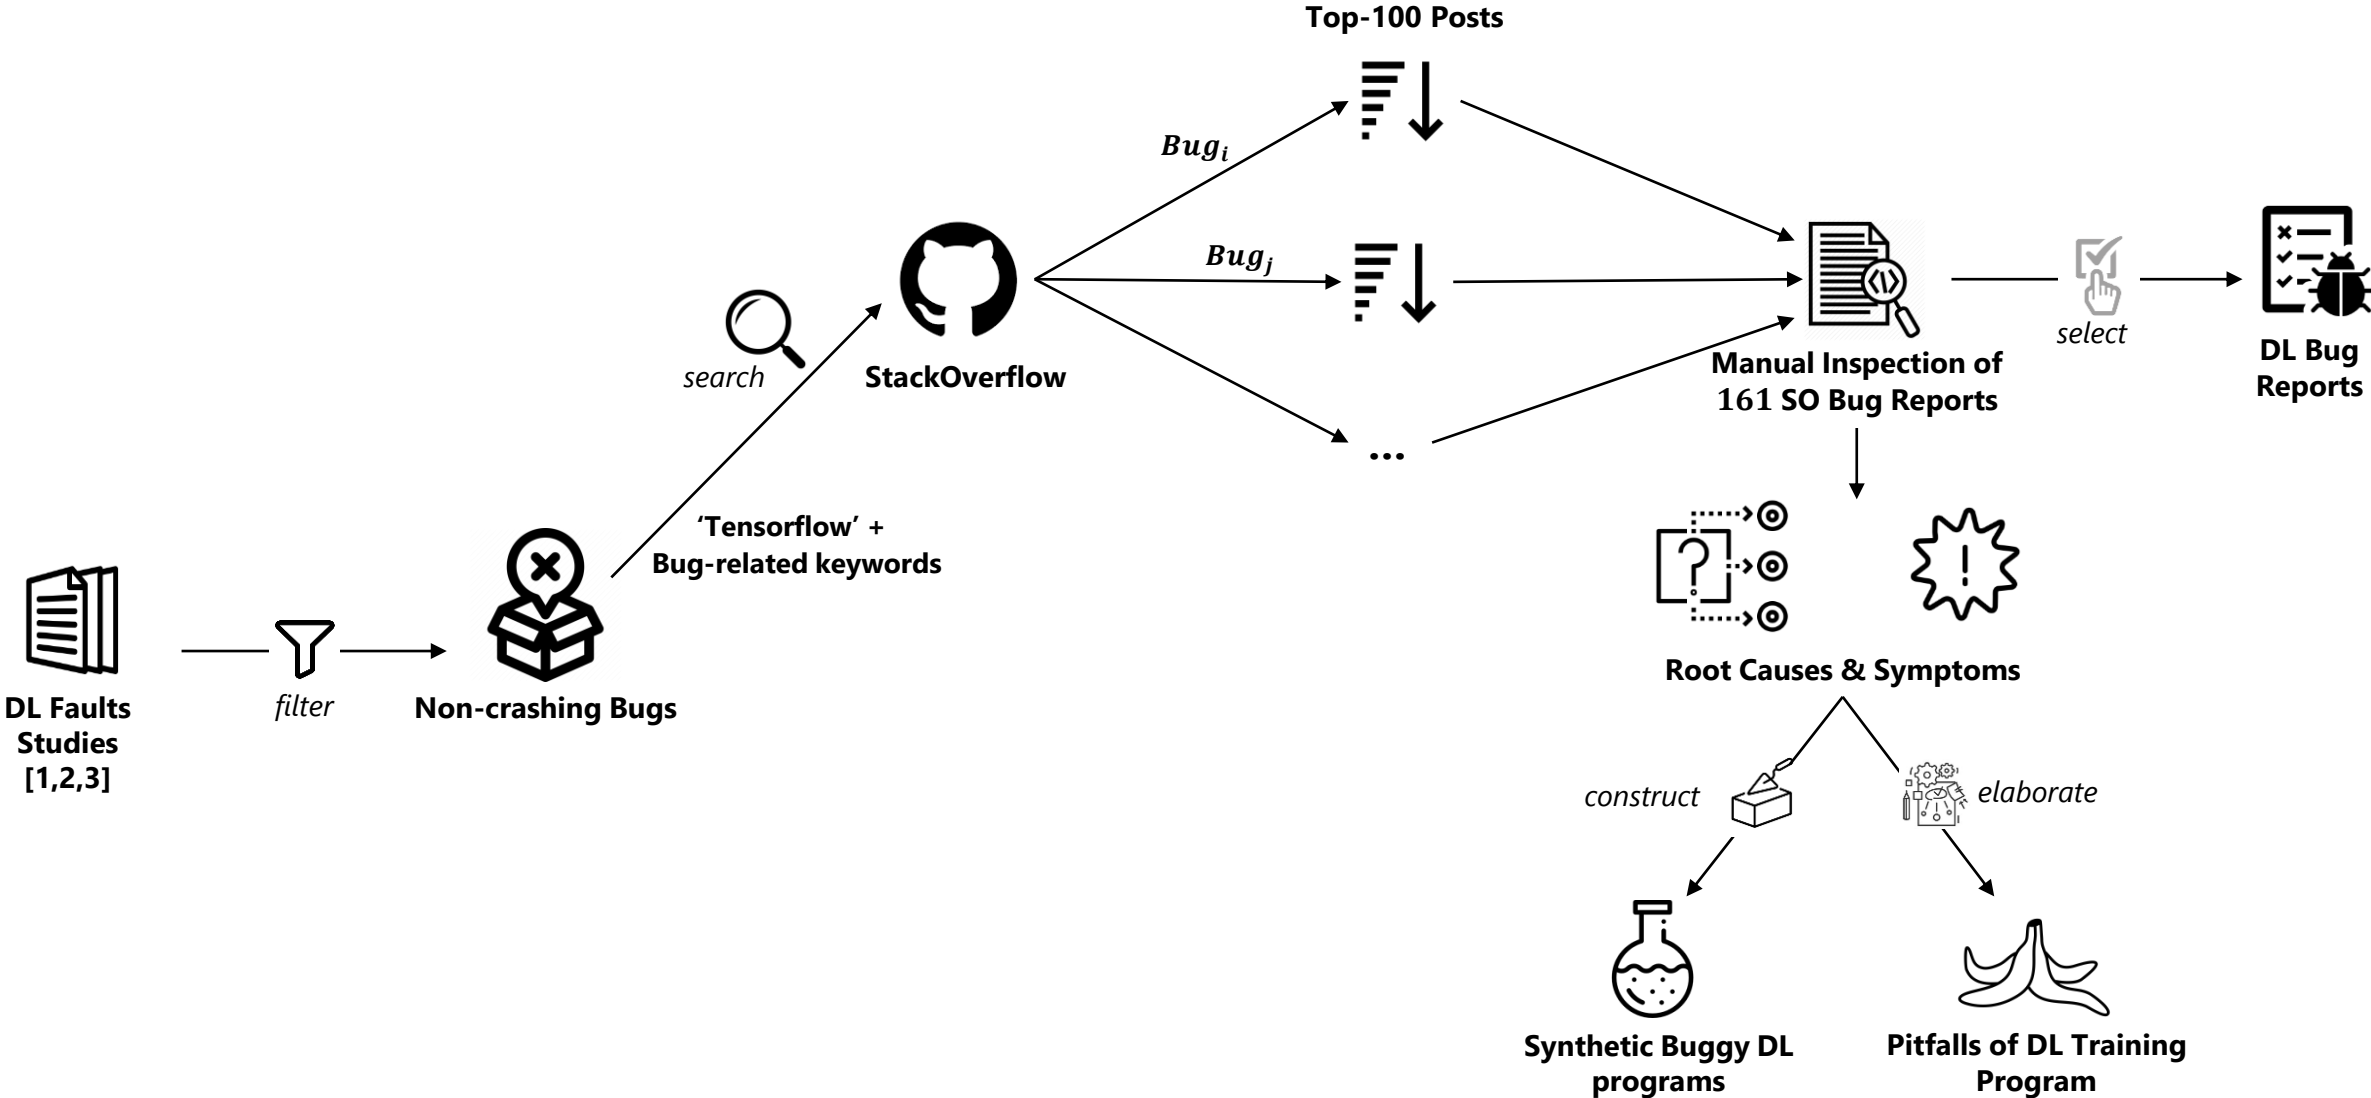 Top-100 Posts
Bug_i
Bug_j
search
StackOverflow
Manual Inspection of
161 SO Bug Reports
select
DL Bug
Reports
'Tensorflow' +
Bug-related keywords
DL Faults
Studies
[1,2,3]
filter
Non-crashing Bugs
Root Causes & Symptoms
construct
elaborate
Synthetic Buggy DL
programs
Pitfalls of DL Training
Program
...